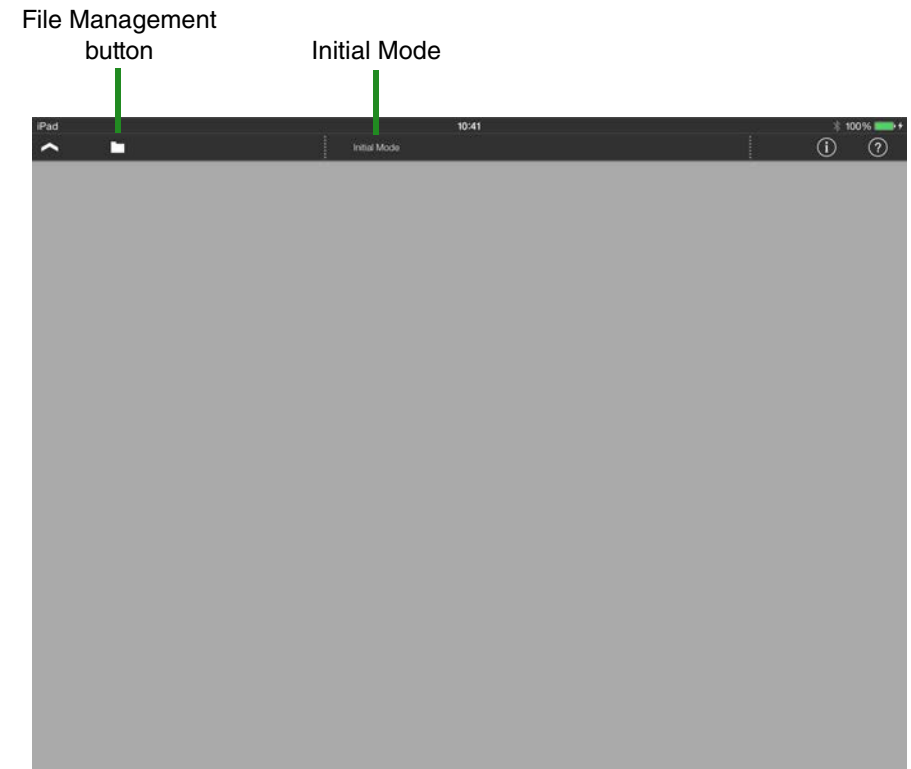 File Management
button
Initial Mode
iPad
10:41
100%
Initial Mode
i
?